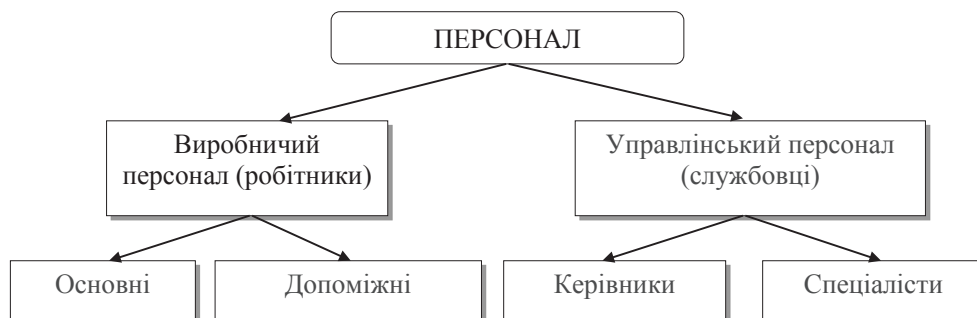 ПЕРСОНАЛ
Виробничий
персонал (робітники)
Управлінський персонал
(службовці)
Основні
Допоміжні
Керівники
Спеціалісти